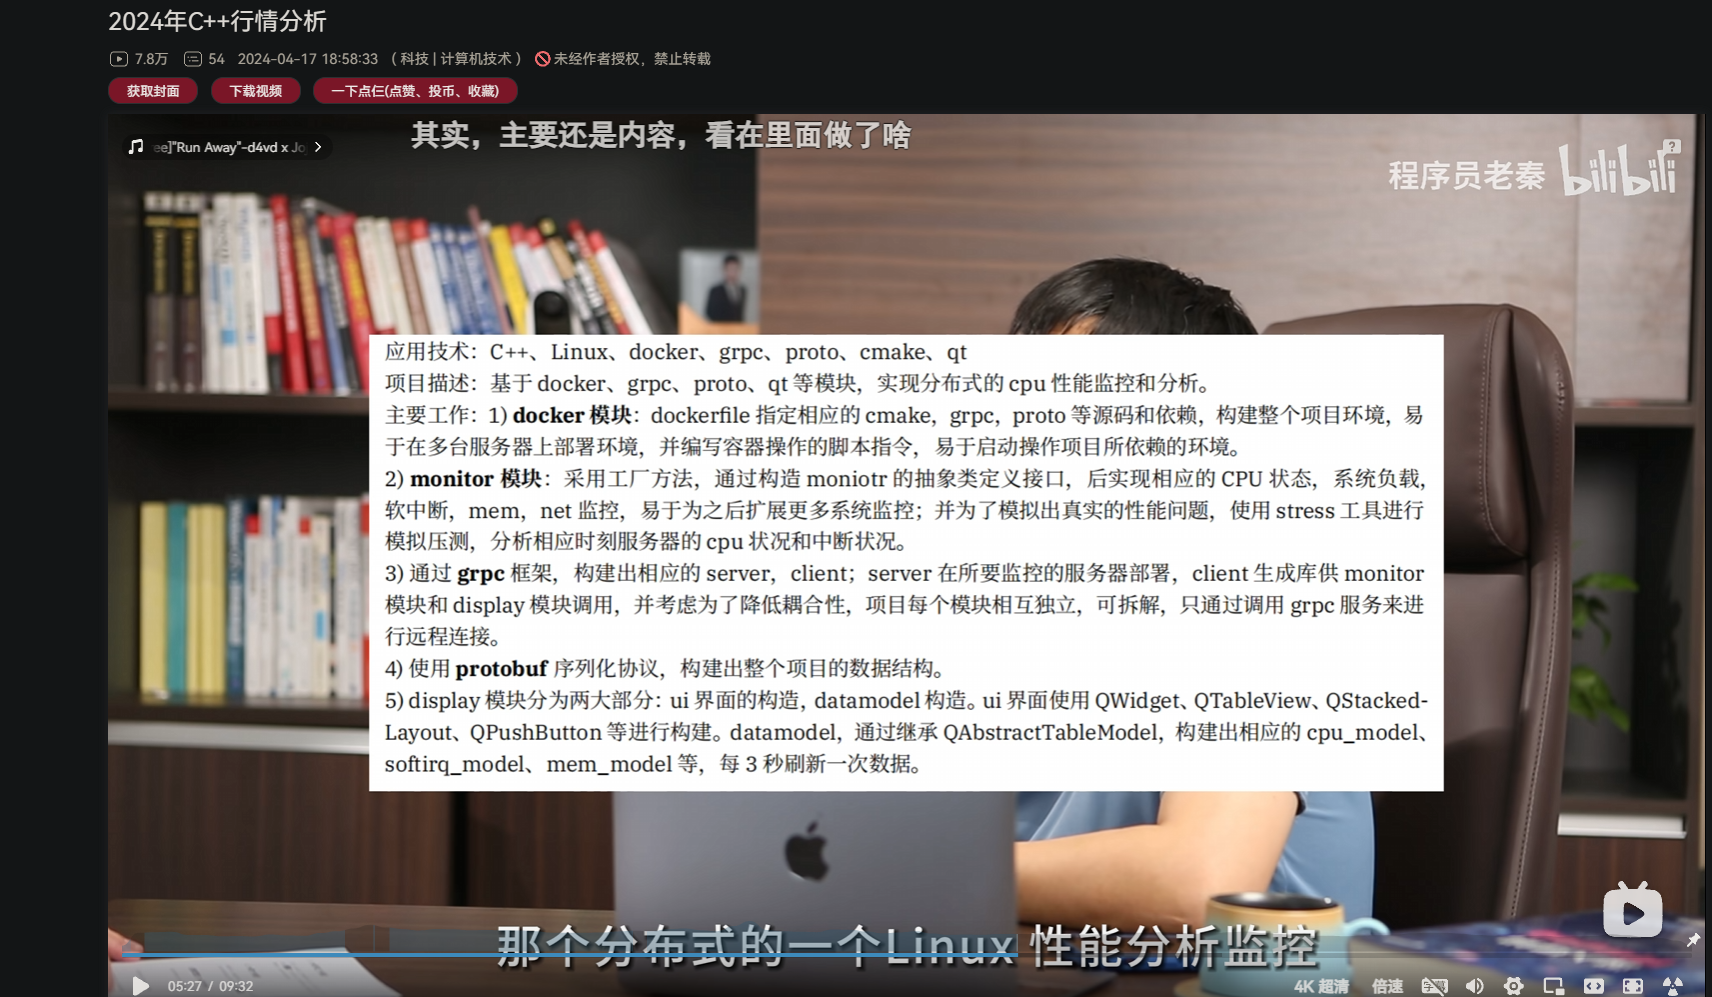 2024年C++行情分析
7.8万 54 2024-04-17 18:58:33 （科技 | 计算机技术） 未经作者授权，禁止转载
获取封面 下载视频 一下点仨(点赞、投币、收藏)
其实，主要还是内容，看在里面做了啥
ee]"Run Away"-d4vd x Jo
程序员老秦 bilibili
应用技术：C++、Linux、docker、grpc、proto、cmake、qt
项目描述：基于 docker、grpc、proto、qt 等模块，实现分布式的 cpu 性能监控和分析。
主要工作：1) docker 模块：dockerfile 指定相应的 cmake，grpc，proto 等源码和依赖，构建整个项目环境，易
于在多台服务器上部署环境，并编写容器操作的脚本指令，易于启动操作项目所依赖的环境。
2) monitor 模块：采用工厂方法，通过构造 moniotr 的抽象类定义接口，后实现相应的 CPU 状态，系统负载，
软中断，mem，net 监控，易于为之后扩展更多系统监控；并为了模拟出真实的性能问题，使用 stress 工具进行
模拟压测，分析相应时刻服务器的 cpu 状况和中断状况。
3) 通过 grpc 框架，构建出相应的 server，client；server 在所要监控的服务器部署，client 生成库供 monitor
模块和 display 模块调用，并考虑为了降低耦合性，项目每个模块相互独立，可拆解，只通过调用 grpc 服务来进
行远程连接。
4) 使用 protobuf 序列化协议，构建出整个项目的数据结构。
5) display 模块分为两大部分：ui 界面的构造，datamodel 构造。ui 界面使用 QWidget、QTableView、QStacked-
Layout、QPushButton 等进行构建。datamodel，通过继承 QAbstractTableModel，构建出相应的 cpu_model、
softirq_model、mem_model 等，每 3 秒刷新一次数据。
那个分布式的一个Linux 性能分析监控
05:27 / 09:32 4K 超清 倍速